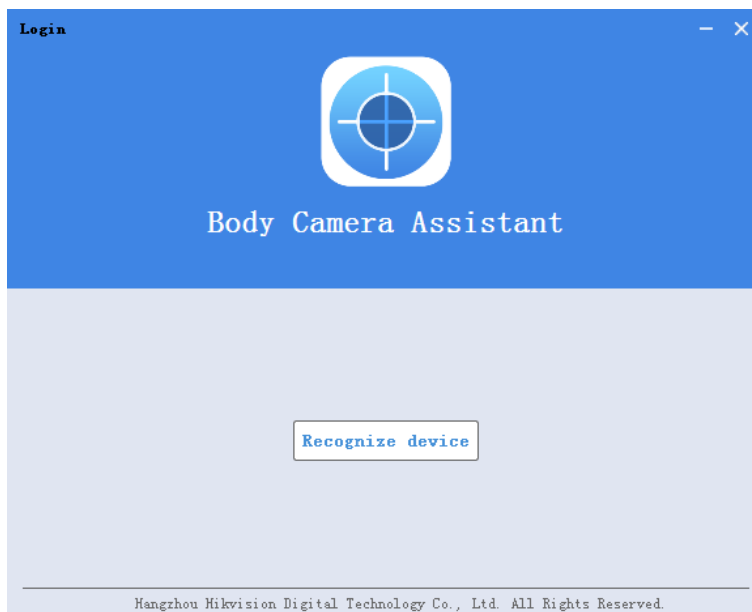 Login
Body Camera Assistant
Recognize device
Hangzhou Hikvision Digital Technology Co., Ltd. All Rights Reserved.